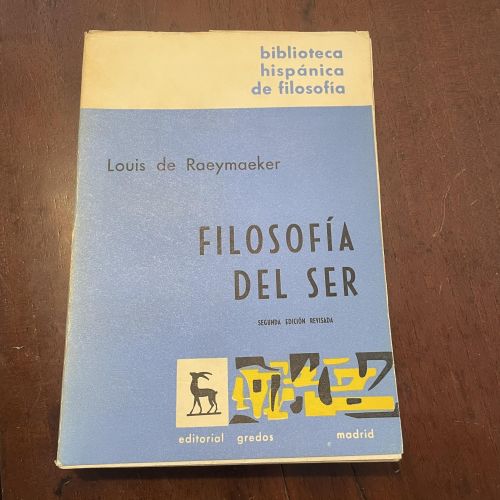 biblioteca
hispánica
de filosofía
Louis de Raeymaeker
FILOSOFÍA
DEL SER
SEGUNDA EDICIÓN REVISADA
editorial gredos madrid